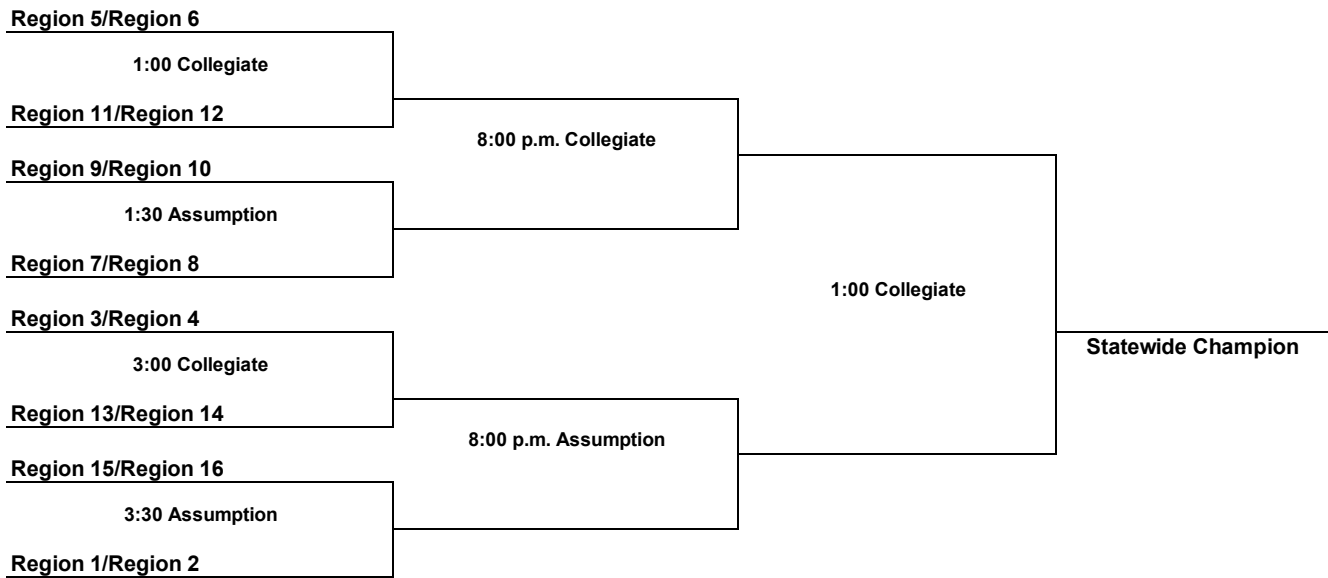 Region 5/Region 6
1:00 Collegiate
Region 11/Region 12
8:00 p.m. Collegiate
Region 9/Region 10
1:30 Assumption
Region 7/Region 8
1:00 Collegiate
Region 3/Region 4
Statewide Champion
3:00 Collegiate
Region 13/Region 14
8:00 p.m. Assumption
Region 15/Region 16
3:30 Assumption
Region 1/Region 2